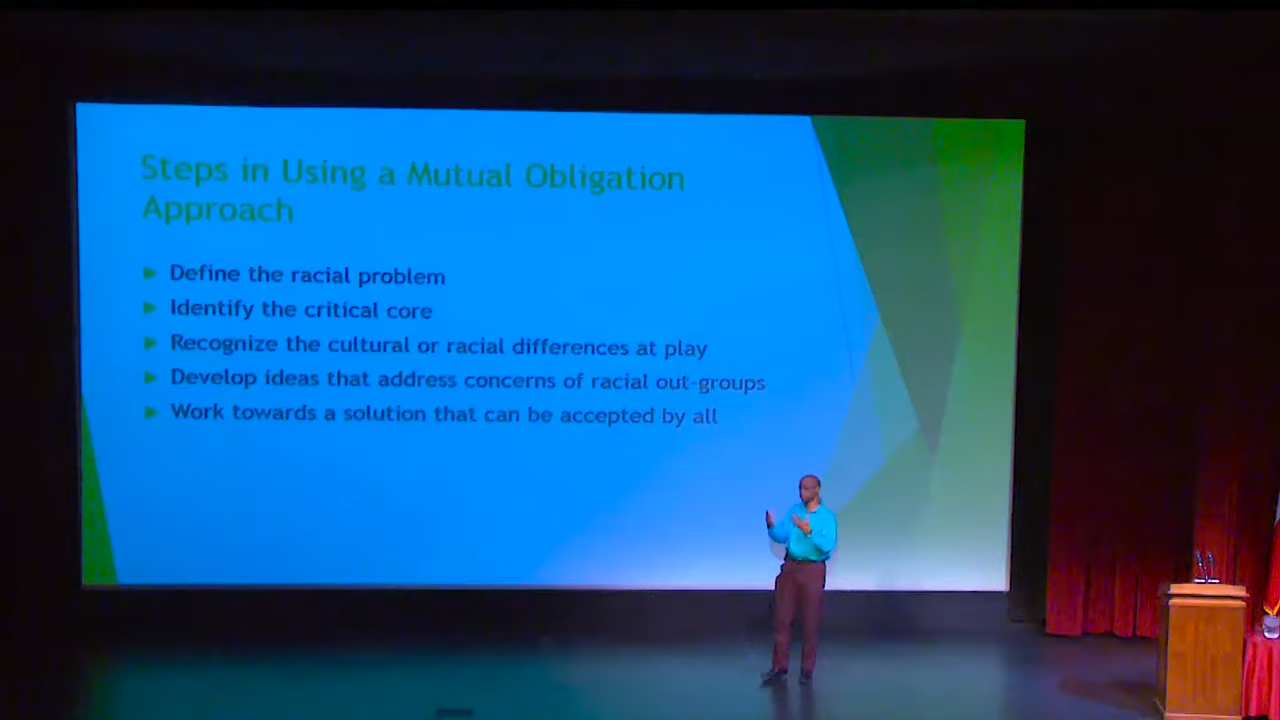 Steps in Using a Mutual Obligation
Approach
Define the racial problem
Identify the critical core
Recognize the cultural or racial differences at play
Develop ideas that address concerns of racial out-groups
Work towards a solution that can be accepted by all